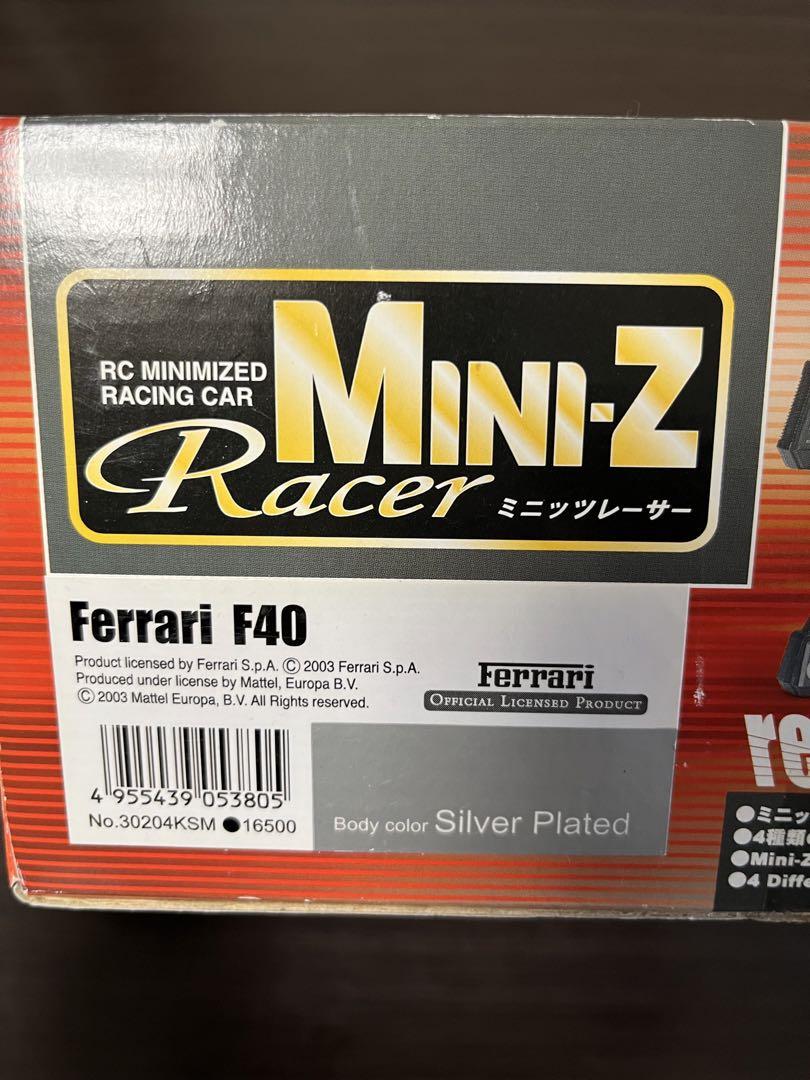 RC MINIMIZED
RACING CAR
MINI-Z
Racer
ミニッツレーサー
Ferrari F40
Product licensed by Ferrari S.p.A. © 2003 Ferrari S.p.A.
Produced under license by Mattel, Europa B.V.
© 2003 Mattel Europa, B.V. All Rights reserved.
Ferrari
OFFICIAL LICENSED PRODUCT
4 955439 053805
No.30204KSM ●16500
Body color Silver Plated
re
●ミニッ
●4種類
●Mini-Z
●4 Diffe